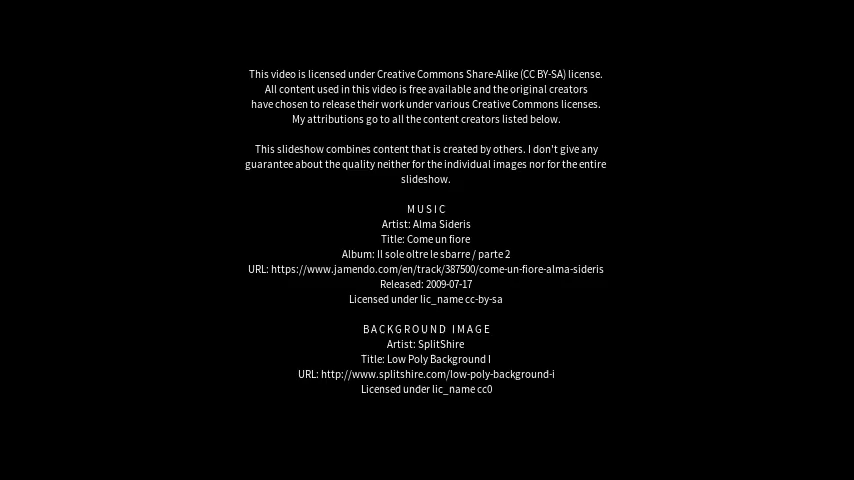 This video is licensed under Creative Commons Share-Alike (CC BY-SA) license.
All content used in this video is free available and the original creators
have chosen to release their work under various Creative Commons licenses.
My attributions go to all the content creators listed below.
This slideshow combines content that is created by others. I don't give any
guarantee about the quality neither for the individual images nor for the entire
slideshow.
MUSIC
Artist: Alma Sideris
Title: Come un fiore
Album: Il sole oltre le sbarre / parte 2
URL: https://www.jamendo.com/en/track/387500/come-un-fiore-alma-sideris
Released: 2009-07-17
Licensed under lic_name cc-by-sa
BACKGROUND IMAGE
Artist: SplitShire
Title: Low Poly Background I
URL: http://www.splitshire.com/low-poly-background-i
Licensed under lic_name cc0